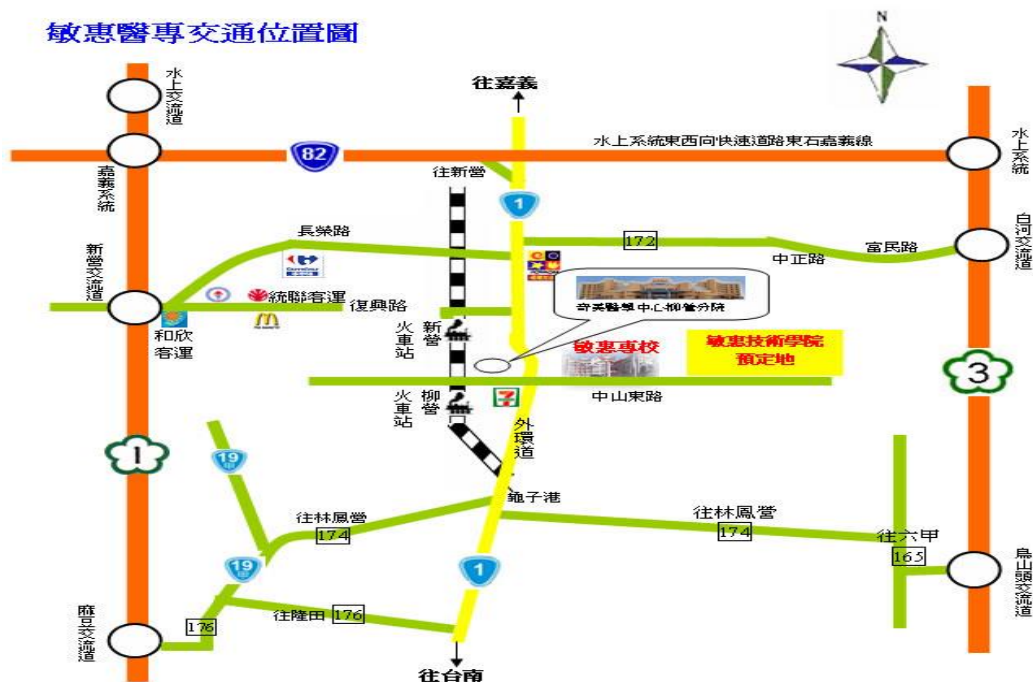 敏惠醫專交通位置圖
N
往嘉義
水上交流道
82
水上系統東西向快速道路東石嘉義線
水上系統
嘉義系統
往新營
1
長榮路
172
中正路
富民路
白河交流道
新營交流道
Carrefour
統聯客運
復興路
和欣
客運
奇美醫學中心-柳營分院
新營
火車站
敏惠專校
敏惠技術學院
預定地
3
柳營
火車站
7
中山東路
外環道
1
19甲
龜子港
往林鳳營
174
往林鳳營
174
往六甲
165
烏山頭交流道
19甲
1
176
往隆田
176
麻豆交流道
往台南